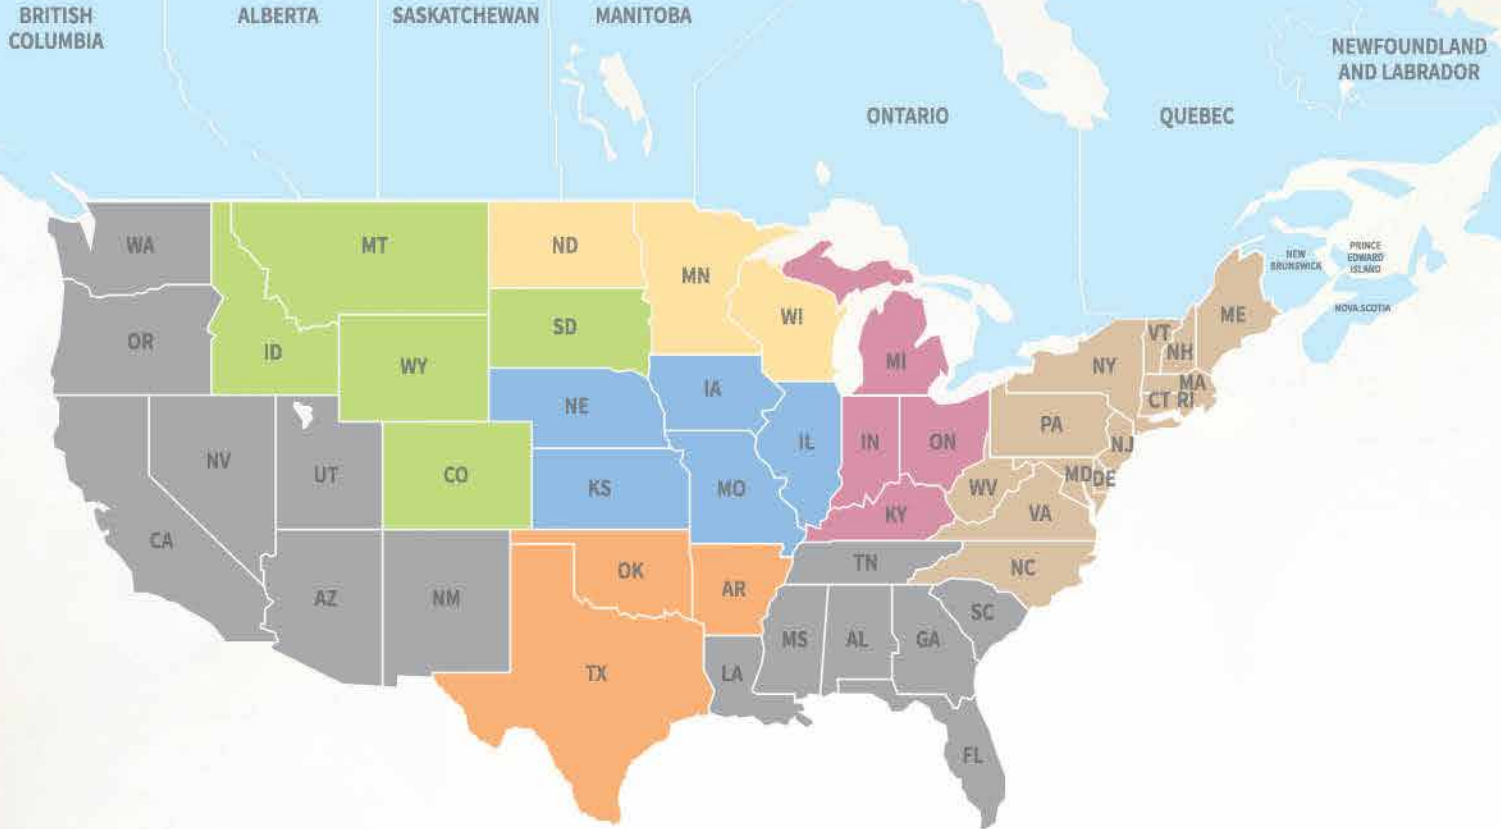 BRITISH
COLUMBIA
ALBERTA
SASKATCHEWAN
MANITOBA
ONTARIO
QUEBEC
NEWFOUNDLAND
AND LABRADOR
NEW
BRUNSWICK
PRINCE
EDWARD
ISLAND
NOVA SCOTIA
WA
MT
ND
MN
OR
ID
WY
SD
WI
MI
NY
VT
NH
ME
MA
CT RI
NV
UT
CO
NE
IA
IL
IN
ON
PA
NJ
CA
KS
MO
KY
WV
MD
DE
VA
AZ
NM
OK
AR
TN
NC
TX
LA
MS
AL
GA
SC
FL